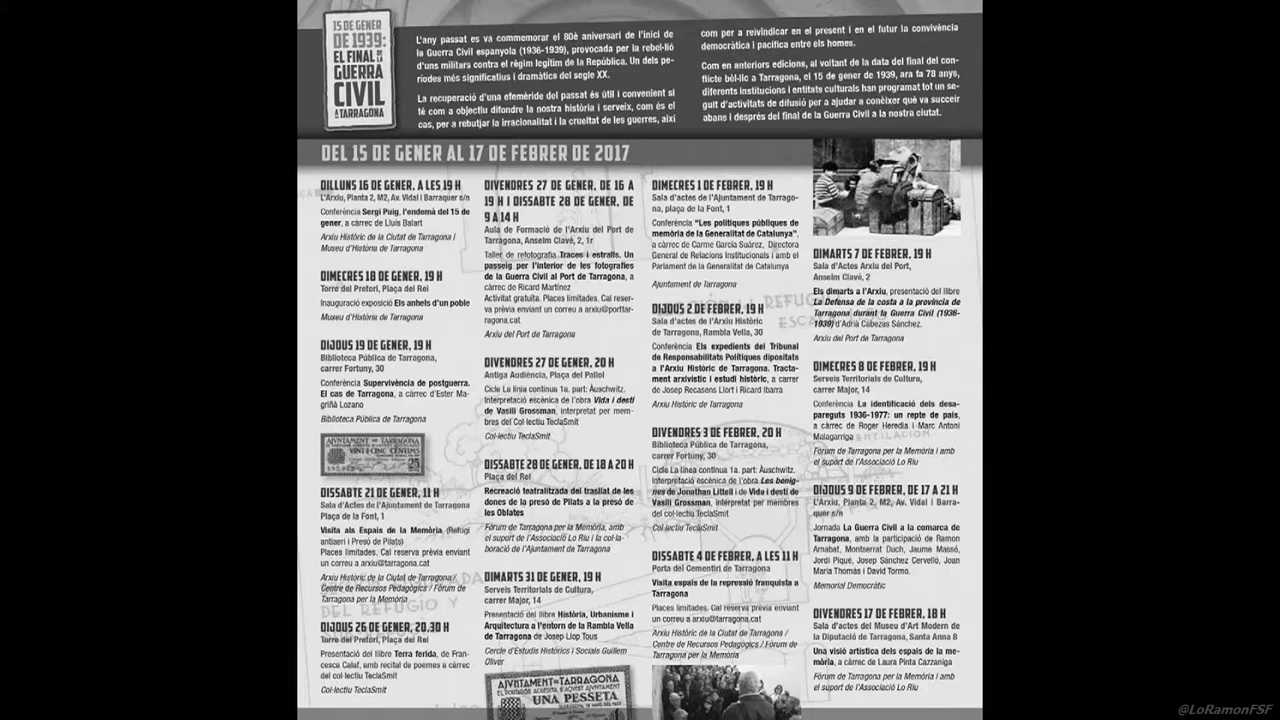 15 DE GENER
DE 1939:
EL FINAL DE LA
GUERRA
CIVIL
A TARRAGONA
L'any passat es va commemorar el 80è aniversari de l'inici de
la Guerra Civil espanyola (1936-1939), provocada per la rebel·lió
d'uns militars contra el règim legítim de la República. Un dels pe-
ríodes més significatius i dramàtics del segle XX.
La recuperació d'una efemèride del passat és útil i convenient si
té com a objectiu difondre la nostra història i serveix, com és el
cas, per a rebutjar la irracionalitat i la crueltat de les guerres, així
com per a reivindicar en el present i en el futur la convivència
democràtica i pacífica entre els homes.
Com en anteriors edicions, al voltant de la data del final del con-
flicte bèl·lic a Tarragona, el 15 de gener de 1939, ara fa 78 anys,
diferents institucions i entitats culturals han programat tot un se-
guit d'activitats de difusió per a ajudar a conèixer què va succeir
abans i després del final de la Guerra Civil a la nostra ciutat.
DEL 15 DE GENER AL 17 DE FEBRER DE 2017
DILLUNS 16 DE GENER, A LES 19 H
L'Arxiu, Planta 2, M2, Av. Vidal i Barraquer s/n
Conferència Sergi Puig, l'endemà del 15 de
gener, a càrrec de Lluís Balart
Arxiu Històric de la Ciutat de Tarragona i
Museu d'Història de Tarragona
DIMECRES 18 DE GENER, 19 H
Torre del Pretori, Plaça del Rei
Inauguració exposició Els anhels d'un poble
Museu d'Història de Tarragona
DIJOUS 19 DE GENER, 19 H
Biblioteca Pública de Tarragona,
carrer Fortuny, 30
Conferència Supervivència de postguerra.
El cas de Tarragona, a càrrec d'Ester Ma-
griñà Lozano
Biblioteca Pública de Tarragona
AJVNTAMENT DE TARRAGONA
VINT I CINC CENTIMS
25
DISSABTE 21 DE GENER, 11 H
Sala d'Actes de l'Ajuntament de Tarragona
Plaça de la Font, 1
Visita als Espais de la Memòria (Refugi
antiaeri i Presó de Pilats)
Places limitades. Cal reserva prèvia enviant
un correu a arxiu@tarragona.cat
Arxiu Històric de la Ciutat de Tarragona /
Centre de Recursos Pedagògics / Fòrum de
Tarragona per la Memòria
DEL REFUGIO Y
DIJOUS 26 DE GENER, 20,30 H
Torre del Pretori, Plaça del Rei
Presentació del llibre Terra ferida, de Fran-
cesca Calaf, amb recital de poemes a càrrec
del col·lectiu TeclaSmit
Col·lectiu TeclaSmit
DIVENDRES 27 DE GENER, DE 16 A
19 H I DISSABTE 28 DE GENER, DE
9 A 14 H
Aula de Formació de l'Arxiu del Port de
Tarragona, Anselm Clavé, 2, 1r
Taller de refotografia Traces i estralls. Un
passeig per l'interior de les fotografies
de la Guerra Civil al Port de Tarragona, a
càrrec de Ricard Martínez
Activitat gratuïta. Places limitades. Cal reser-
va prèvia enviant un correu a arxiu@porttar-
ragona.cat
Arxiu del Port de Tarragona
DIVENDRES 27 DE GENER, 20 H
Antiga Audiència, Plaça del Pallol
Cicle La línia contínua 1a. part: Auschwitz.
Interpretació escènica de l'obra Vida i destí
de Vasili Grossman, interpretat per mem-
bres del Col·lectiu TeclaSmit
Col·lectiu TeclaSmit
DISSABTE 28 DE GENER, DE 18 A 20 H
Plaça del Rei
Recreació teatralitzada del trasllat de les
dones de la presó de Pilats a la presó de
les Oblates
Fòrum de Tarragona per la Memòria, amb
el suport de l'Associació Lo Riu i la col·la-
boració de l'Ajuntament de Tarragona
DIMARTS 31 DE GENER, 19 H
Serveis Territorials de Cultura,
carrer Major, 14
Presentació del llibre Història, Urbanisme i
Arquitectura a l'entorn de la Rambla Vella
de Tarragona de Josep Llop Tous
Cercle d'Estudis Històrics i Socials Guillem
Oliver
AJVNTAMENT DE TARRAGONA
UNA PESSETA
DIMECRES 1 DE FEBRER, 19 H
Sala d'actes de l'Ajuntament de Tarrago-
na, plaça de la Font, 1
Conferència "Les polítiques públiques de
memòria de la Generalitat de Catalunya",
a càrrec de Carme García Suárez, Directora
General de Relacions Institucionals i amb el
Parlament de la Generalitat de Catalunya
Ajuntament de Tarragona
DIJOUS 2 DE FEBRER, 19 H
Sala d'actes de l'Arxiu Històric
de Tarragona, Rambla Vella, 30
Conferència Els expedients del Tribunal
de Responsabilitats Polítiques dipositats
a l'Arxiu Històric de Tarragona. Tracta-
ment arxivístic i estudi històric, a carrer
de Josep Recasens Llort i Ricard Ibarra
Arxiu Històric de Tarragona
DIVENDRES 3 DE FEBRER, 20 H
Biblioteca Pública de Tarragona,
carrer Fortuny, 30
Cicle La línea contínua 1a. part: Auschwitz.
Interpretació escènica de l'obra Les benig-
nes de Jonathan Littell i de Vida i destí de
Vasili Grossman, interpretat per membres
del col·lectiu TeclaSmit
Col·lectiu TeclaSmit
DISSABTE 4 DE FEBRER, A LES 11 H
Porta del Cementiri de Tarragona
Visita espais de la repressió franquista a
Tarragona
Places limitades. Cal reserva prèvia enviant
un correu a arxiu@tarragona.cat
Arxiu Històric de la Ciutat de Tarragona /
Centre de Recursos Pedagògics / Fòrum de
Tarragona per la Memòria
DIMARTS 7 DE FEBRER, 19 H
Sala d'Actes Arxiu del Port,
Anselm Clavé, 2
Els dimarts a l'Arxiu, presentació del llibre
La Defensa de la costa a la província de
Tarragona durant la Guerra Civil (1936-
1939) d'Adrià Cabezas Sánchez.
Arxiu del Port de Tarragona
DIMECRES 8 DE FEBRER, 19 H
Serveis Territorials de Cultura,
carrer Major, 14
Conferència La identificació dels desa-
pareguts 1936-1977: un repte de país,
a càrrec de Roger Heredia i Marc Antoni
Malagarriga
Fòrum de Tarragona per la Memòria i amb
el suport de l'Associació Lo Riu
DIJOUS 9 DE FEBRER, DE 17 A 21 H
L'Arxiu, Planta 2, M2, Av. Vidal i Barra-
quer s/n
Jornada La Guerra Civil a la comarca de
Tarragona, amb la participació de Ramon
Arnabat, Montserrat Duch, Jaume Massó,
Jordi Piqué, Josep Sánchez Cervelló, Joan
Maria Thomàs i David Tormo.
Memorial Democràtic
DIVENDRES 17 DE FEBRER, 18 H
Sala d'actes del Museu d'Art Modern de
la Diputació de Tarragona, Santa Anna 8
Una visió artística dels espais de la me-
mòria, a càrrec de Laura Pinta Cazzaniga
Fòrum de Tarragona per la Memòria i amb
el suport de l'Associació Lo Riu
@LoRamonFSF